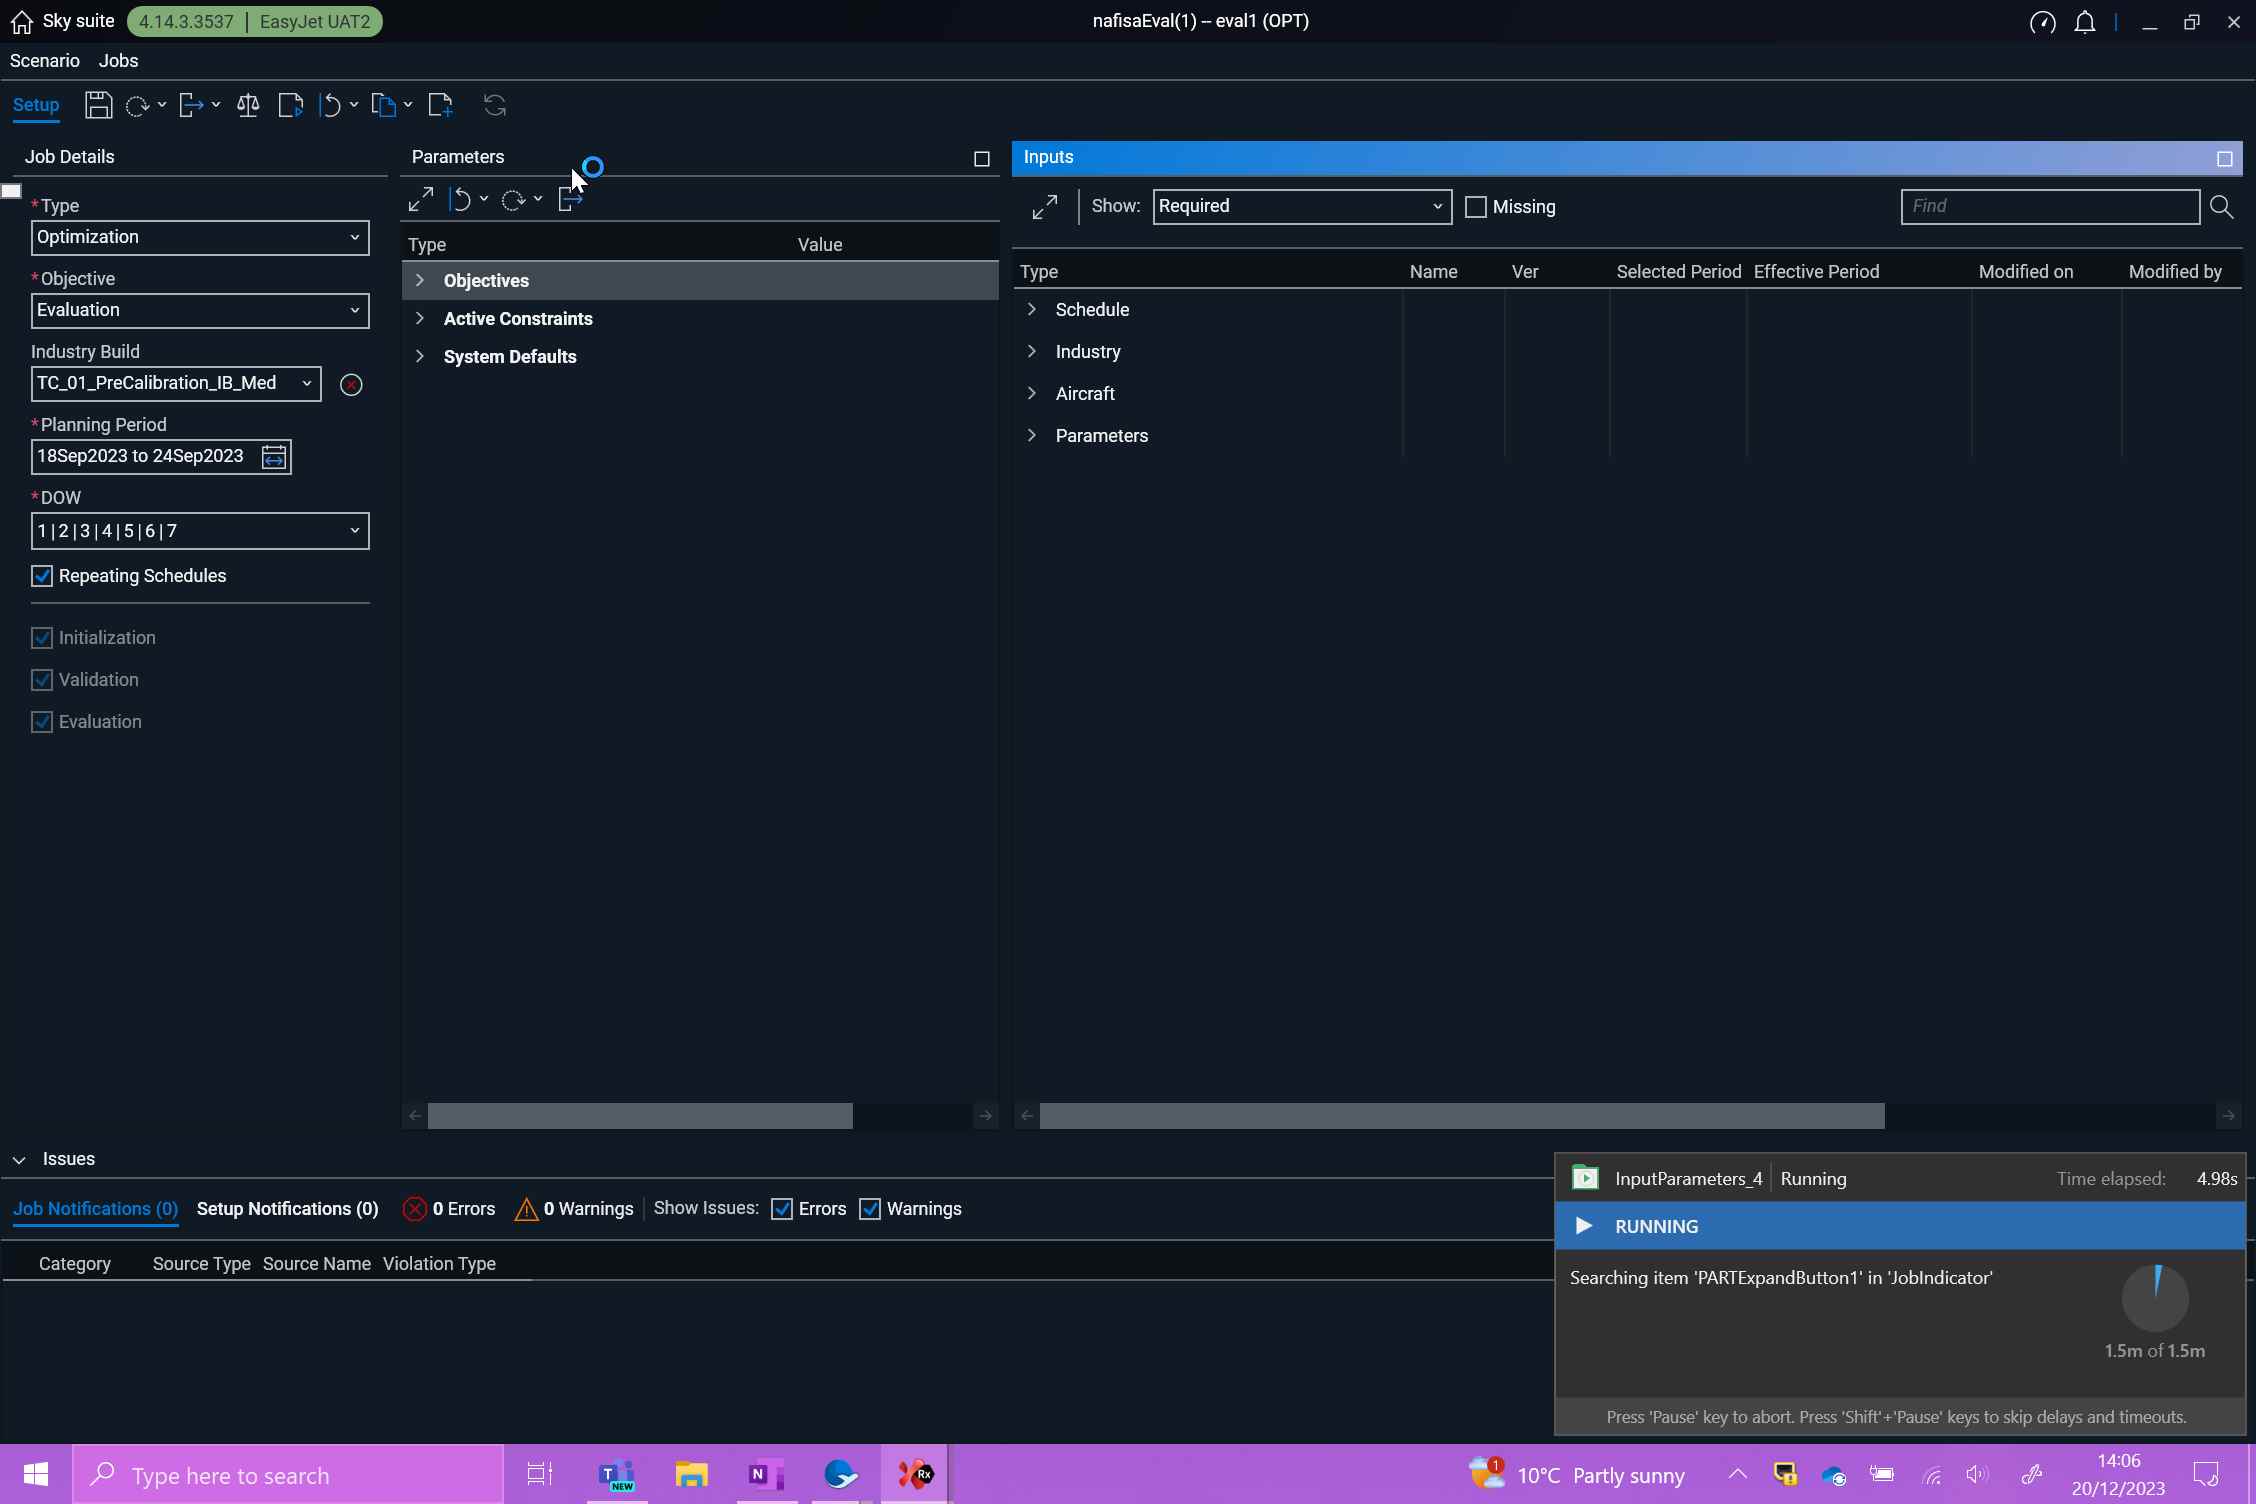 Sky suite 4.14.3.3537 | EasyJet UAT2 nafisaEval(1) -- eval1 (OPT)
Scenario Jobs
Setup
Job Details
*Type
Optimization
*Objective
Evaluation
Industry Build
TC_01_PreCalibration_IB_Med
*Planning Period
18Sep2023 to 24Sep2023
*DOW
1|2|3|4|5|6|7
Repeating Schedules
Initialization
Validation
Evaluation
Parameters
Type Value
Objectives
Active Constraints
System Defaults
Inputs
Show: Required Missing Find
Type Name Ver Selected Period Effective Period Modified on Modified by
Schedule
Industry
Aircraft
Parameters
Issues
Job Notifications (0) Setup Notifications (0) 0 Errors 0 Warnings Show Issues: Errors Warnings
Category Source Type Source Name Violation Type
InputParameters_4 Running Time elapsed: 4.98s
RUNNING
Searching item 'PARTExpandButton1' in 'JobIndicator'
1.5m of 1.5m
Press 'Pause' key to abort. Press 'Shift'+'Pause' keys to skip delays and timeouts.
Type here to search
T
NEW
N
Rx
1
10°C Partly sunny
14:06
20/12/2023